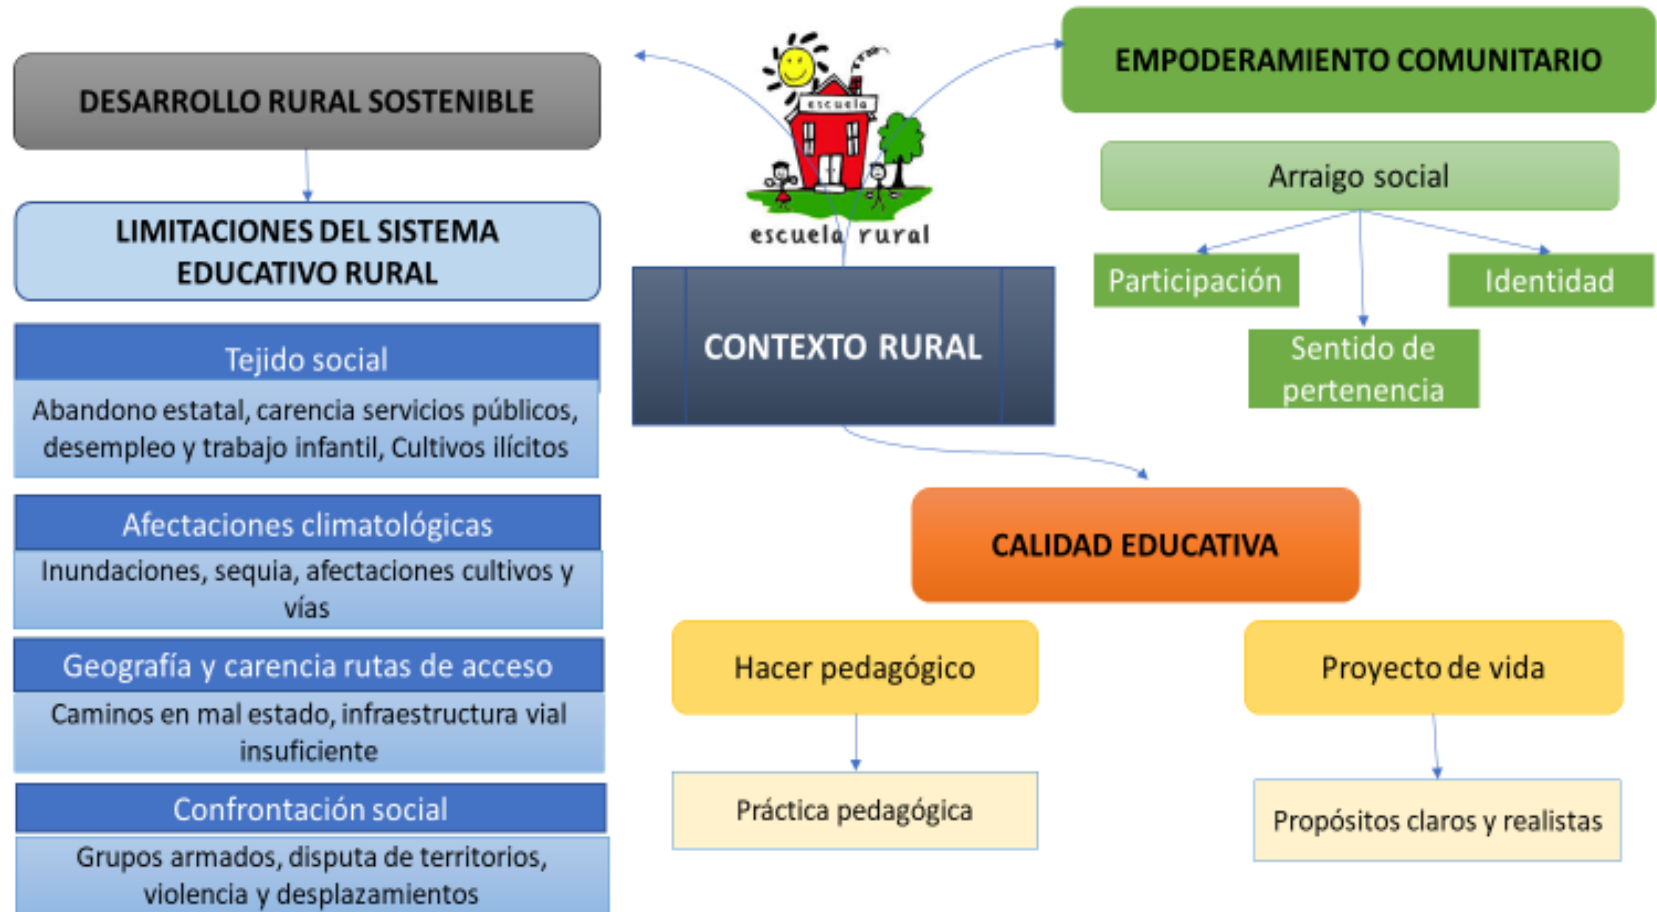 DESARROLLO RURAL SOSTENIBLE
LIMITACIONES DEL SISTEMA
EDUCATIVO RURAL
Tejido social
Abandono estatal, carencia servicios públicos,
desempleo y trabajo infantil, Cultivos ilícitos
Afectaciones climatológicas
Inundaciones, sequia, afectaciones cultivos y
vías
Geografía y carencia rutas de acceso
Caminos en mal estado, infraestructura vial
insuficiente
Confrontación social
Grupos armados, disputa de territorios,
violencia y desplazamientos
escuela
escuela rural
CONTEXTO RURAL
EMPODERAMIENTO COMUNITARIO
Arraigo social
Participación
Identidad
Sentido de
pertenencia
CALIDAD EDUCATIVA
Hacer pedagógico
Práctica pedagógica
Proyecto de vida
Propósitos claros y realistas